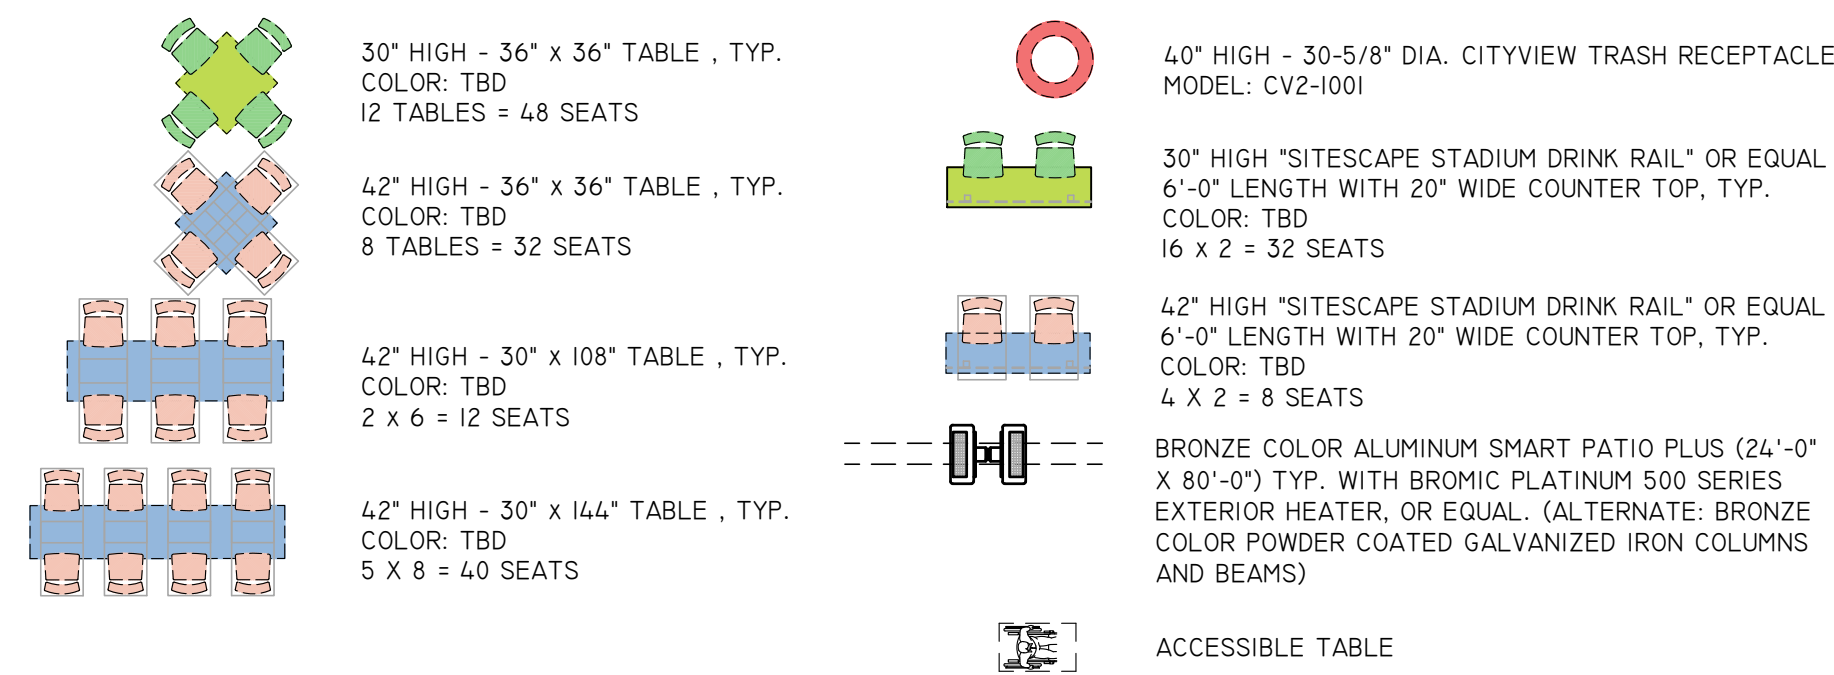 30" HIGH - 36" X 36" TABLE , TYP.
COLOR: TBD
12 TABLES = 48 SEATS
42" HIGH - 36" X 36" TABLE , TYP.
COLOR: TBD
8 TABLES = 32 SEATS
42" HIGH - 30" X 108" TABLE , TYP.
COLOR: TBD
2 X 6 = 12 SEATS
42" HIGH - 30" X 144" TABLE , TYP.
COLOR: TBD
5 X 8 = 40 SEATS
40" HIGH - 30-5/8" DIA. CITYVIEW TRASH RECEPTACLE
MODEL: CV2-1001
30" HIGH "SITESCAPE STADIUM DRINK RAIL" OR EQUAL
6'-0" LENGTH WITH 20" WIDE COUNTER TOP, TYP.
COLOR: TBD
16 X 2 = 32 SEATS
42" HIGH "SITESCAPE STADIUM DRINK RAIL" OR EQUAL
6'-0" LENGTH WITH 20" WIDE COUNTER TOP, TYP.
COLOR: TBD
4 X 2 = 8 SEATS
BRONZE COLOR ALUMINUM SMART PATIO PLUS (24'-0"
X 80'-0") TYP. WITH BROMIC PLATINUM 500 SERIES
EXTERIOR HEATER, OR EQUAL. (ALTERNATE: BRONZE
COLOR POWDER COATED GALVANIZED IRON COLUMNS
AND BEAMS)
ACCESSIBLE TABLE